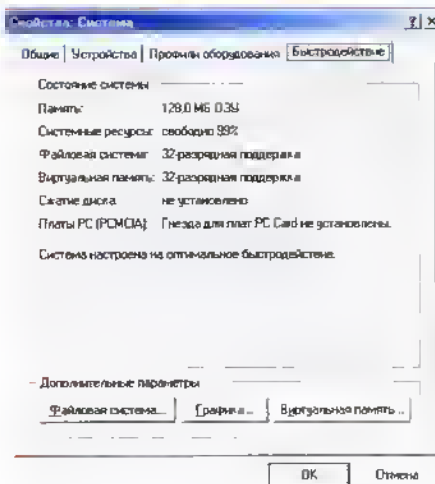 Свойства: Система
Общие Устройства Профили оборудования Быстродействие
Состояние системы
Память: 128,0 МБ ОЗУ
Системные ресурсы: свободно 99%
Файловая система: 32-разрядная поддержка
Виртуальная память: 32-разрядная поддержка
Сжатие диска не установлено
Платы PC (PCMCIA): Гнезда для плат PC Card не установлены.
Система настроена на оптимальное быстродействие.
Дополнительные параметры
Файловая система... Графика... Виртуальная память...
OK Отмена